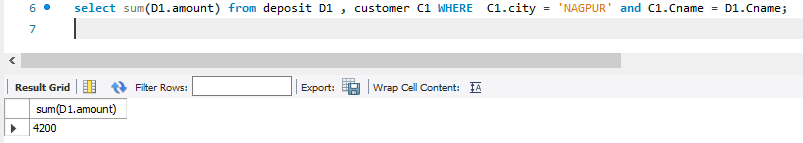 6 select sum(D1.amount) from deposit D1 , customer C1 WHERE C1.city = 'NAGPUR' and C1.Cname = D1.Cname;
7
Result Grid Filter Rows: Export: Wrap Cell Content:
sum(D1.amount)
4200